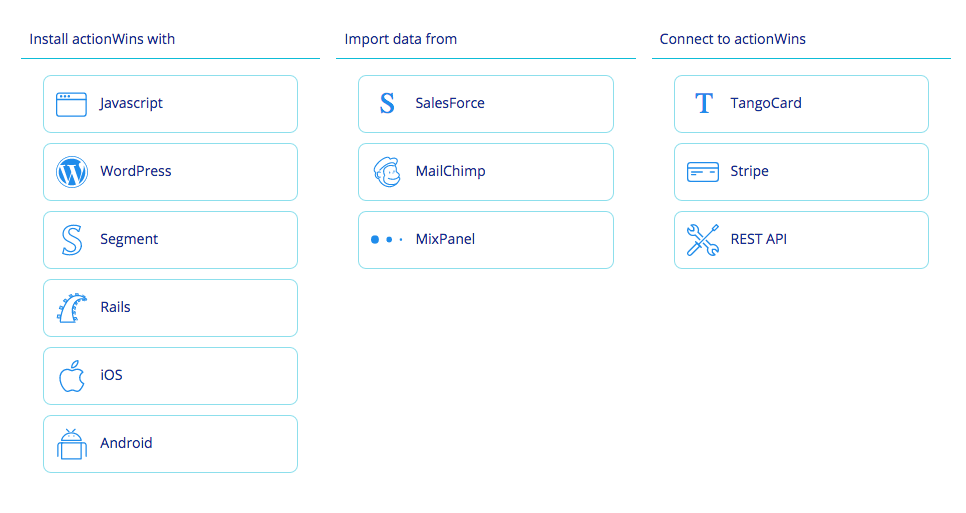 Install actionWins with
Javascript
WordPress
Segment
Rails
iOS
Android
Import data from
S SalesForce
MailChimp
MixPanel
Connect to actionWins
T TangoCard
Stripe
REST API